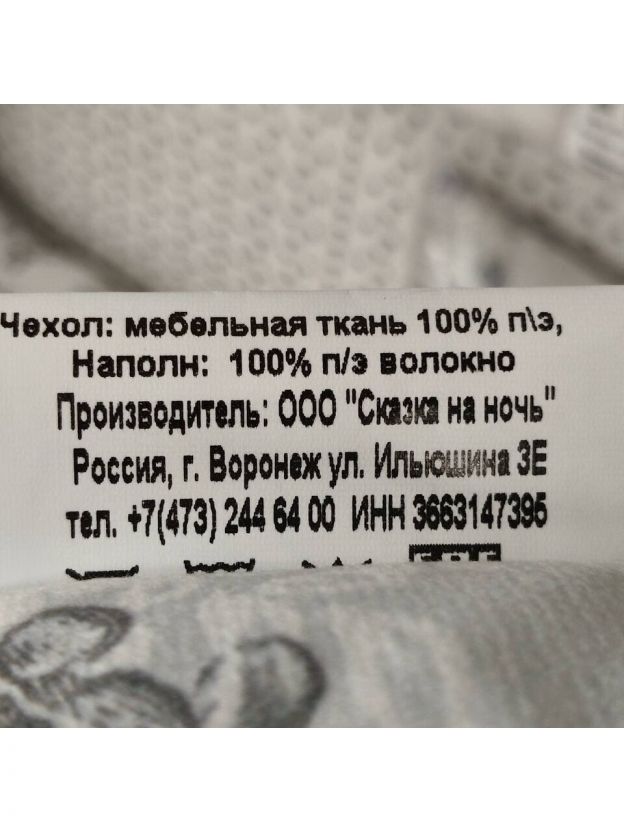 Чехол: мебельная ткань 100% п\э,
Наполн: 100% п/э волокно
Производитель: ООО "Сказка на ночь"
Россия, г. Воронеж ул. Ильюшина 3Е
тел. +7(473) 244 64 00 ИНН 3663147395